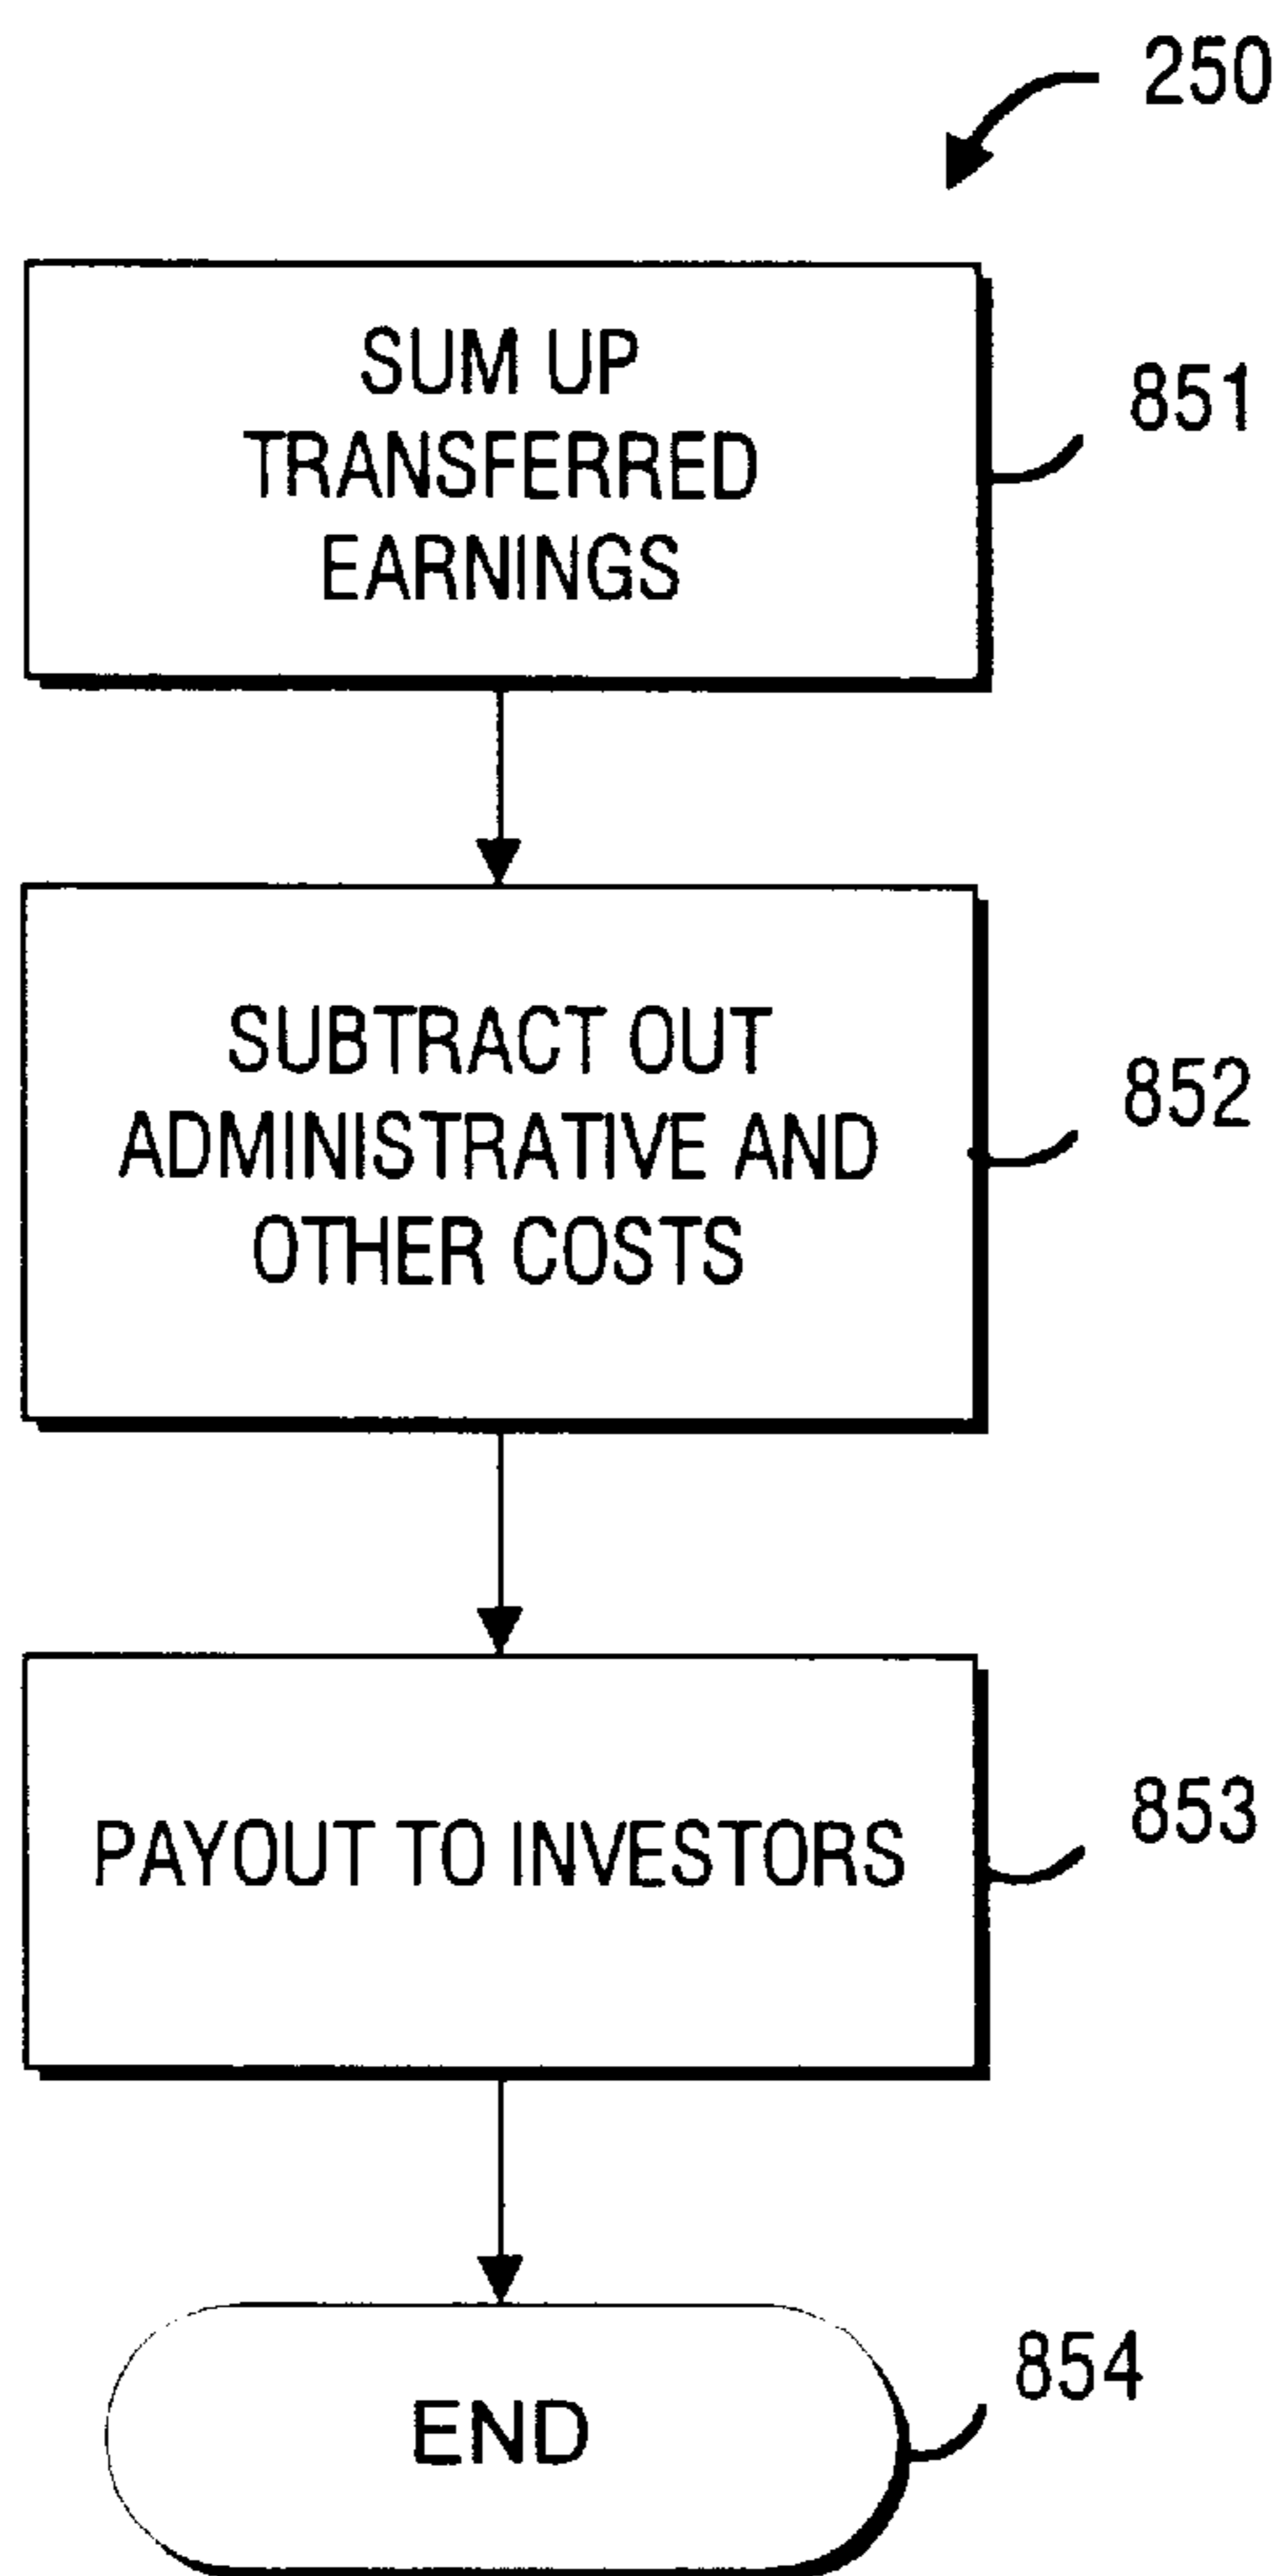 250
SUM UP
TRANSFERRED
EARNINGS
851
SUBTRACT OUT
ADMINISTRATIVE AND
OTHER COSTS
852
PAYOUT TO INVESTORS
853
END
854